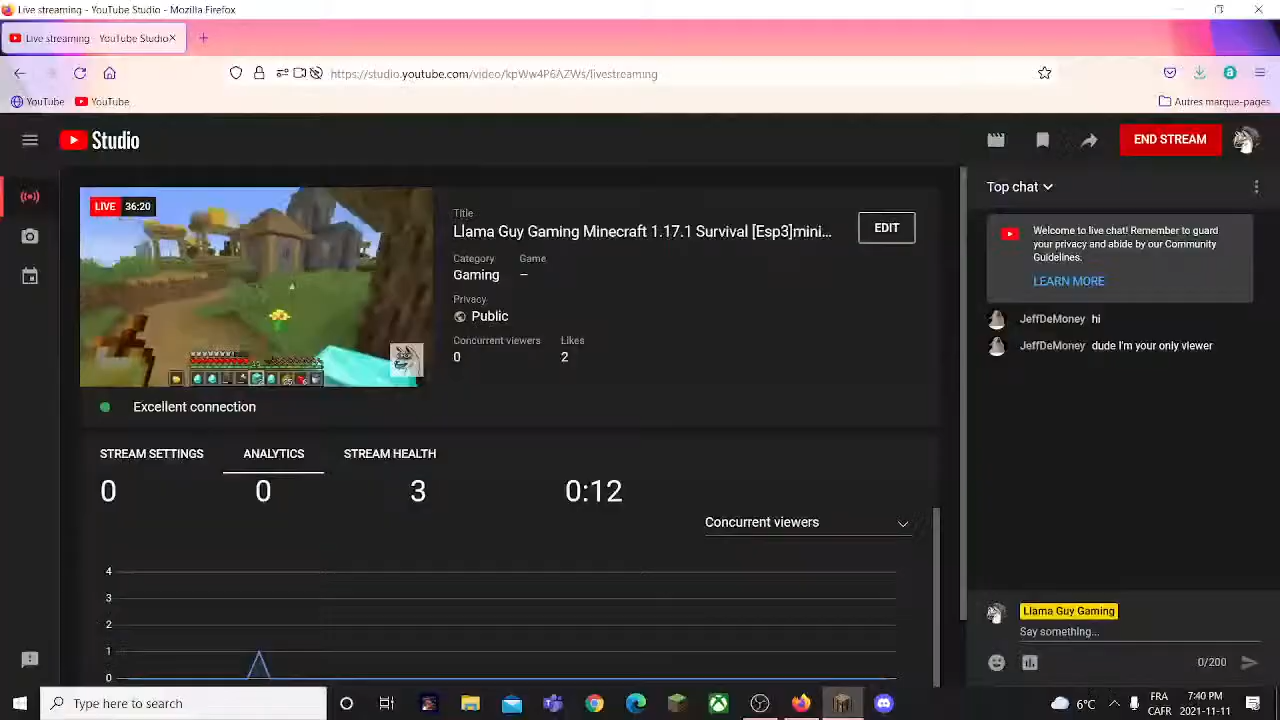 Live streaming - YouTube Studio - Mozilla Firefox
Live streaming - YouTube Studio
https://studio.youtube.com/video/kpWw4P6AZWs/livestreaming
YouTube
YouTube
Autres marque-pages
Studio
END STREAM
LIVE 36:20
Title
Llama Guy Gaming Minecraft 1.17.1 Survival [Esp3]mini...
EDIT
Category
Game
Gaming
–
Privacy
Public
Concurrent viewers
Likes
0
2
Excellent connection
STREAM SETTINGS
ANALYTICS
STREAM HEALTH
0
0
3
0:12
Concurrent viewers
4
3
2
1
0
Top chat
Welcome to live chat! Remember to guard
your privacy and abide by our Community
Guidelines.
LEARN MORE
JeffDeMoney hi
JeffDeMoney dude I'm your only viewer
Llama Guy Gaming
Say something...
0/200
Type here to search
6°C
FRA
CAFR
7:40 PM
2021-11-11